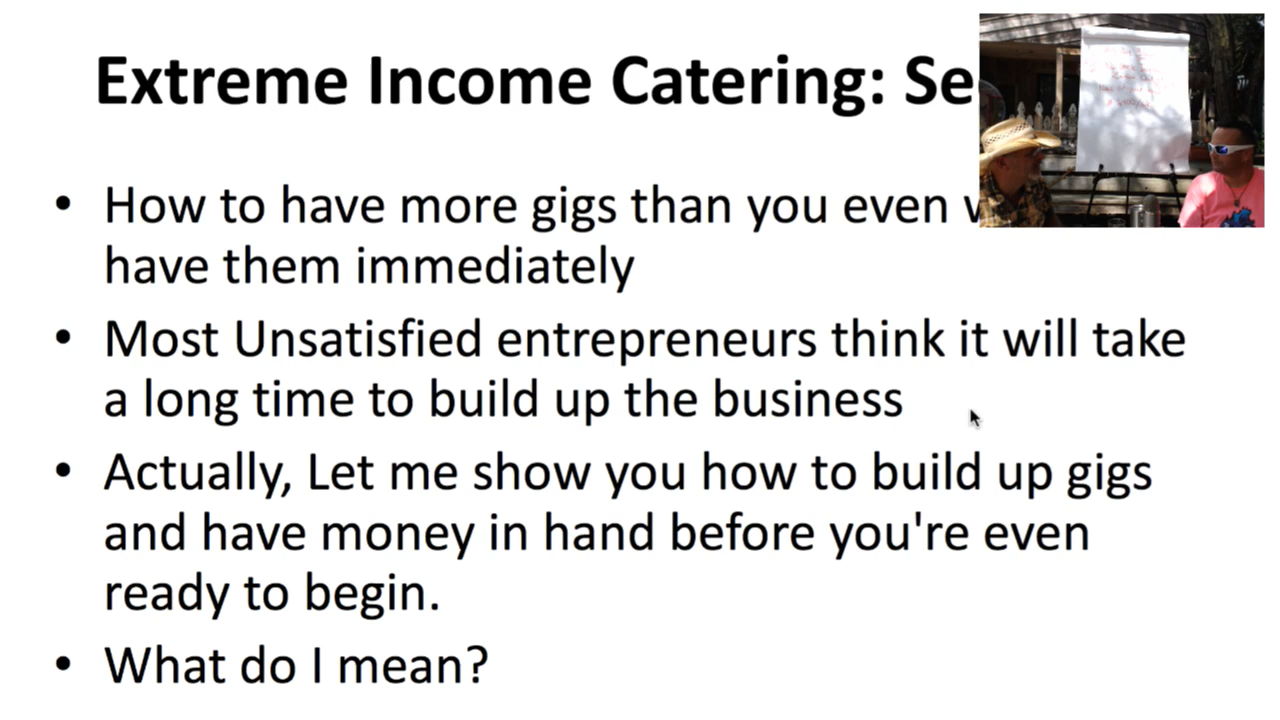 Extreme Income Catering: Se
• How to have more gigs than you even
have them immediately
• Most Unsatisfied entrepreneurs think it will take
a long time to build up the business
• Actually, Let me show you how to build up gigs
and have money in hand before you're even
ready to begin.
• What do I mean?